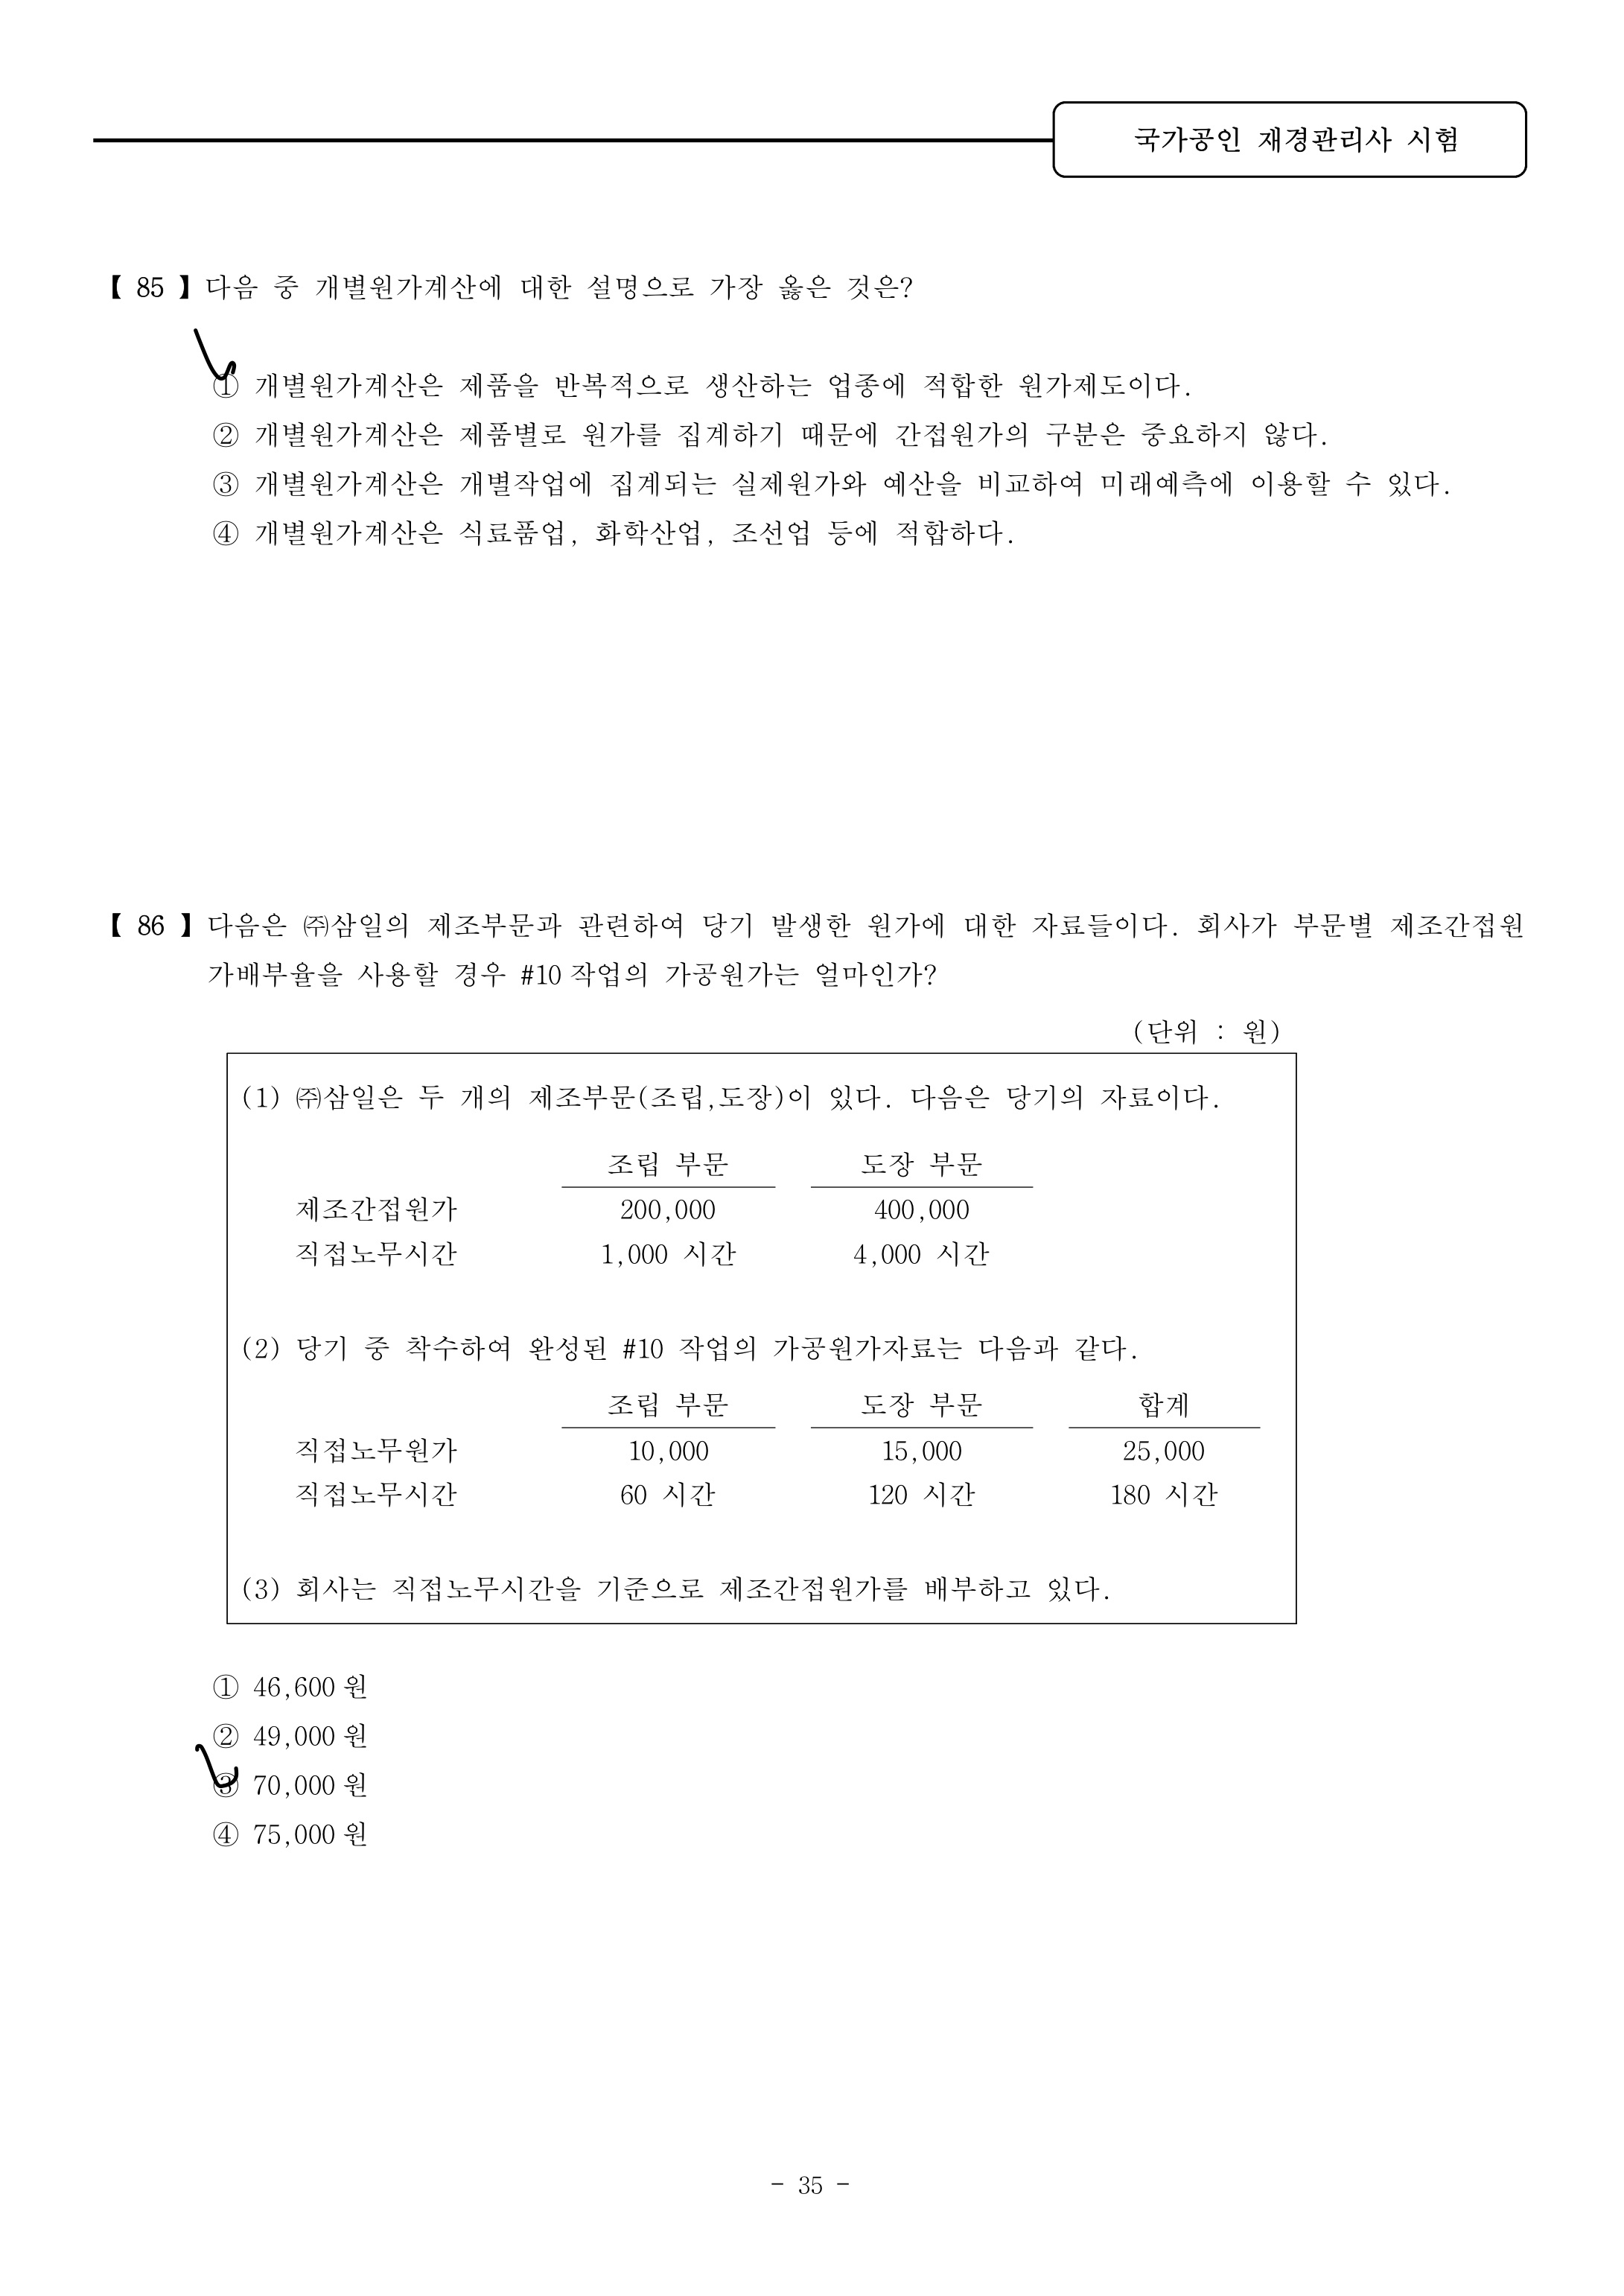 국가공인 재경관리사 시험
【 85 】 다음 중 개별원가계산에 대한 설명으로 가장 옳은 것은?
① 개별원가계산은 제품을 반복적으로 생산하는 업종에 적합한 원가제도이다.
② 개별원가계산은 제품별로 원가를 집계하기 때문에 간접원가의 구분은 중요하지 않다.
③ 개별원가계산은 개별작업에 집계되는 실제원가와 예산을 비교하여 미래예측에 이용할 수 있다.
④ 개별원가계산은 식료품업, 화학산업, 조선업 등에 적합하다.
【 86 】 다음은 ㈜삼일의 제조부문과 관련하여 당기 발생한 원가에 대한 자료들이다. 회사가 부문별 제조간접원
가배부율을 사용할 경우 #10 작업의 가공원가는 얼마인가?
(단위 : 원)
(1) ㈜삼일은 두 개의 제조부문(조립,도장)이 있다. 다음은 당기의 자료이다.
조립 부문 도장 부문
제조간접원가 200,000 400,000
직접노무시간 1,000 시간 4,000 시간
(2) 당기 중 착수하여 완성된 #10 작업의 가공원가자료는 다음과 같다.
조립 부문 도장 부문 합계
직접노무원가 10,000 15,000 25,000
직접노무시간 60 시간 120 시간 180 시간
(3) 회사는 직접노무시간을 기준으로 제조간접원가를 배부하고 있다.
① 46,600 원
② 49,000 원
③ 70,000 원
④ 75,000 원
- 35 -